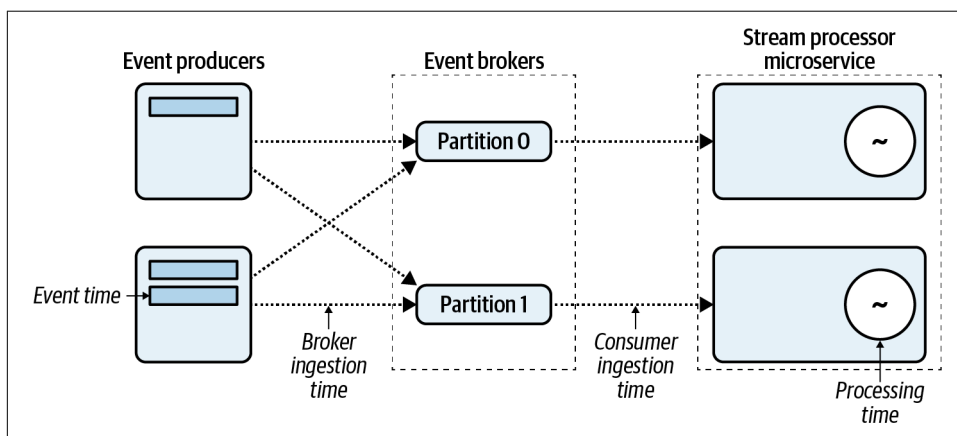 Event producers
Event brokers
Stream processor
microservice
Partition 0
~
Event time
Partition 1
~
Broker
ingestion
time
Consumer
ingestion
time
Processing
time